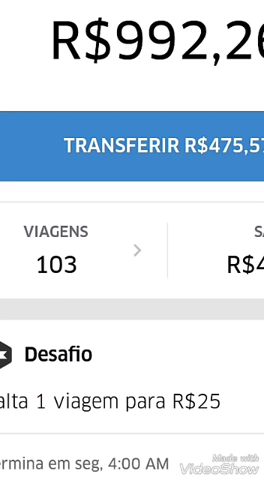 R$992,26
TRANSFERIR R$475,57
VIAGENS
103
R$4
Desafio
alta 1 viagem para R$25
ermina em seg, 4:00 AM
Made with
VideoShow